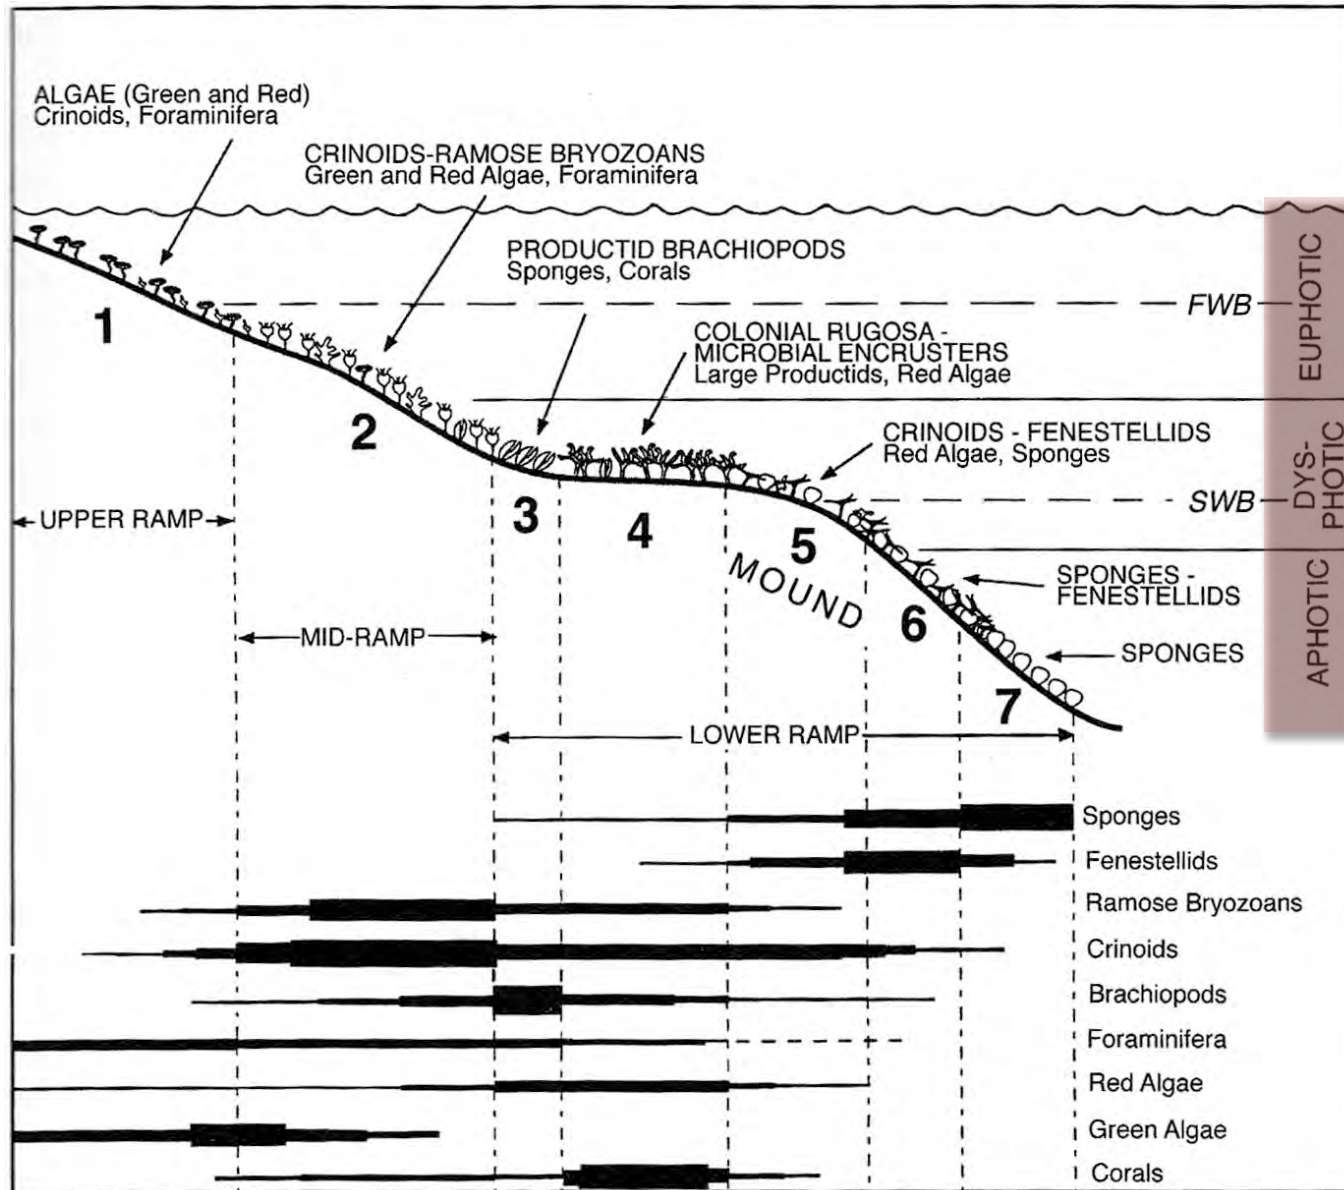 ALGAE (Green and Red)
Crinoids, Foraminifera
CRINOIDS-RAMOSE BRYOZOANS
Green and Red Algae, Foraminifera
PRODUCTID BRACHIOPODS
Sponges, Corals
FWB
EUPHOTIC
COLONIAL RUGOSA -
MICROBIAL ENCRUSTERS
Large Productids, Red Algae
CRINOIDS - FENESTELLIDS
Red Algae, Sponges
SWB
DYS-
PHOTIC
SPONGES -
FENESTELLIDS
APHOTIC
SPONGES
1
2
3
4
5
6
7
MOUND
UPPER RAMP
MID-RAMP
LOWER RAMP
Sponges
Fenestellids
Ramose Bryozoans
Crinoids
Brachiopods
Foraminifera
Red Algae
Green Algae
Corals